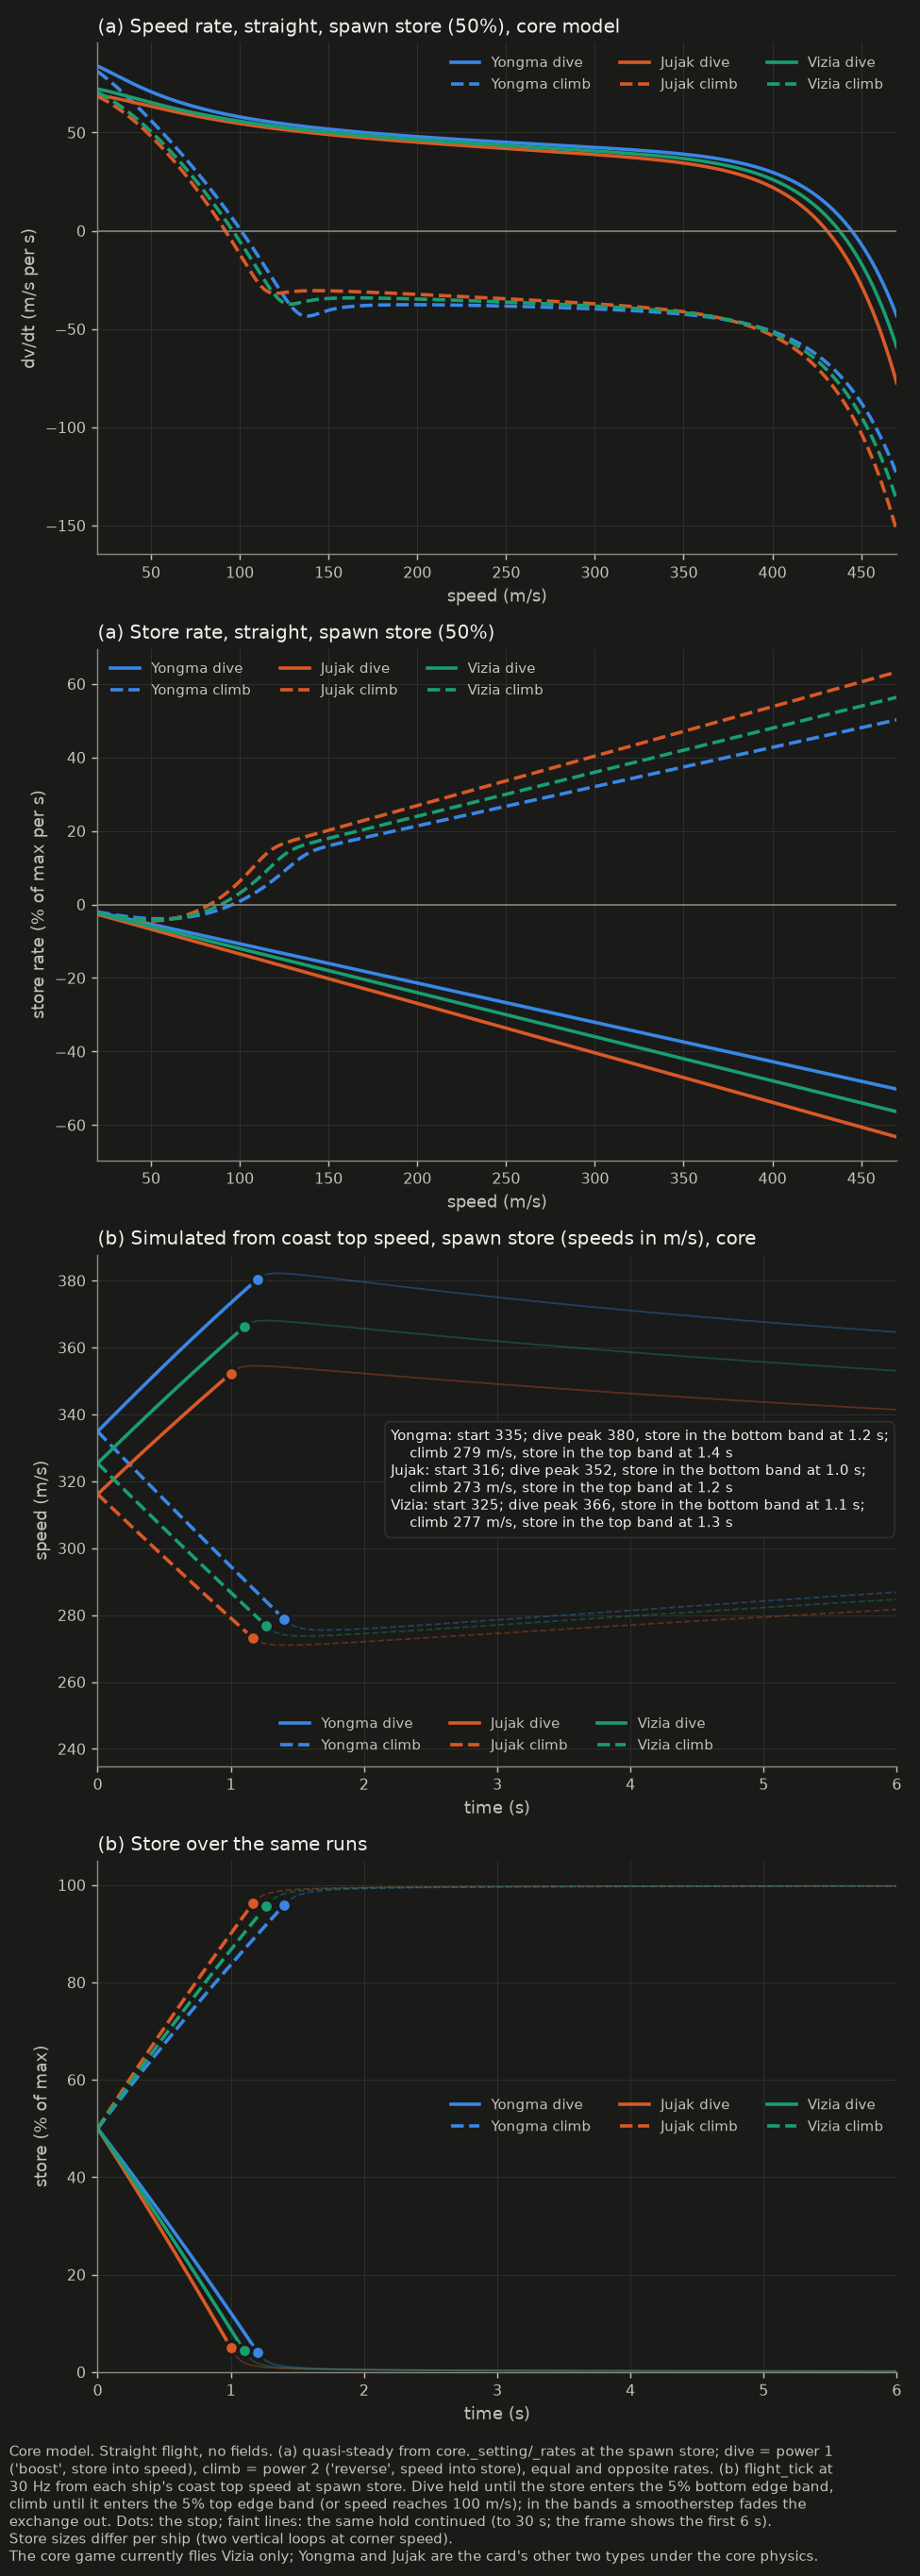 (a) Speed rate, straight, spawn store (50%), core model
Yongma dive
Jujak dive
Vizia dive
Yongma climb
Jujak climb
Vizia climb
50
0
−50
−100
−150
dv/dt (m/s per s)
50
100
150
200
250
300
350
400
450
speed (m/s)
(a) Store rate, straight, spawn store (50%)
Yongma dive
Jujak dive
Vizia dive
Yongma climb
Jujak climb
Vizia climb
60
40
20
0
−20
−40
−60
store rate (% of max per s)
50
100
150
200
250
300
350
400
450
speed (m/s)
(b) Simulated from coast top speed, spawn store (speeds in m/s), core
380
360
340
320
300
280
260
240
speed (m/s)
Yongma: start 335; dive peak 380, store in the bottom band at 1.2 s;
climb 279 m/s, store in the top band at 1.4 s
Jujak: start 316; dive peak 352, store in the bottom band at 1.0 s;
climb 273 m/s, store in the top band at 1.2 s
Vizia: start 325; dive peak 366, store in the bottom band at 1.1 s;
climb 277 m/s, store in the top band at 1.3 s
Yongma dive
Jujak dive
Vizia dive
Yongma climb
Jujak climb
Vizia climb
0
1
2
3
4
5
6
time (s)
(b) Store over the same runs
100
80
60
40
20
0
store (% of max)
Yongma dive
Jujak dive
Vizia dive
Yongma climb
Jujak climb
Vizia climb
0
1
2
3
4
5
6
time (s)
Core model. Straight flight, no fields. (a) quasi-steady from core._setting/_rates at the spawn store; dive = power 1
('boost', store into speed), climb = power 2 ('reverse', speed into store), equal and opposite rates. (b) flight_tick at
30 Hz from each ship's coast top speed at spawn store. Dive held until the store enters the 5% bottom edge band,
climb until it enters the 5% top edge band (or speed reaches 100 m/s); in the bands a smootherstep fades the
exchange out. Dots: the stop; faint lines: the same hold continued (to 30 s; the frame shows the first 6 s).
Store sizes differ per ship (two vertical loops at corner speed).
The core game currently flies Vizia only; Yongma and Jujak are the card's other two types under the core physics.